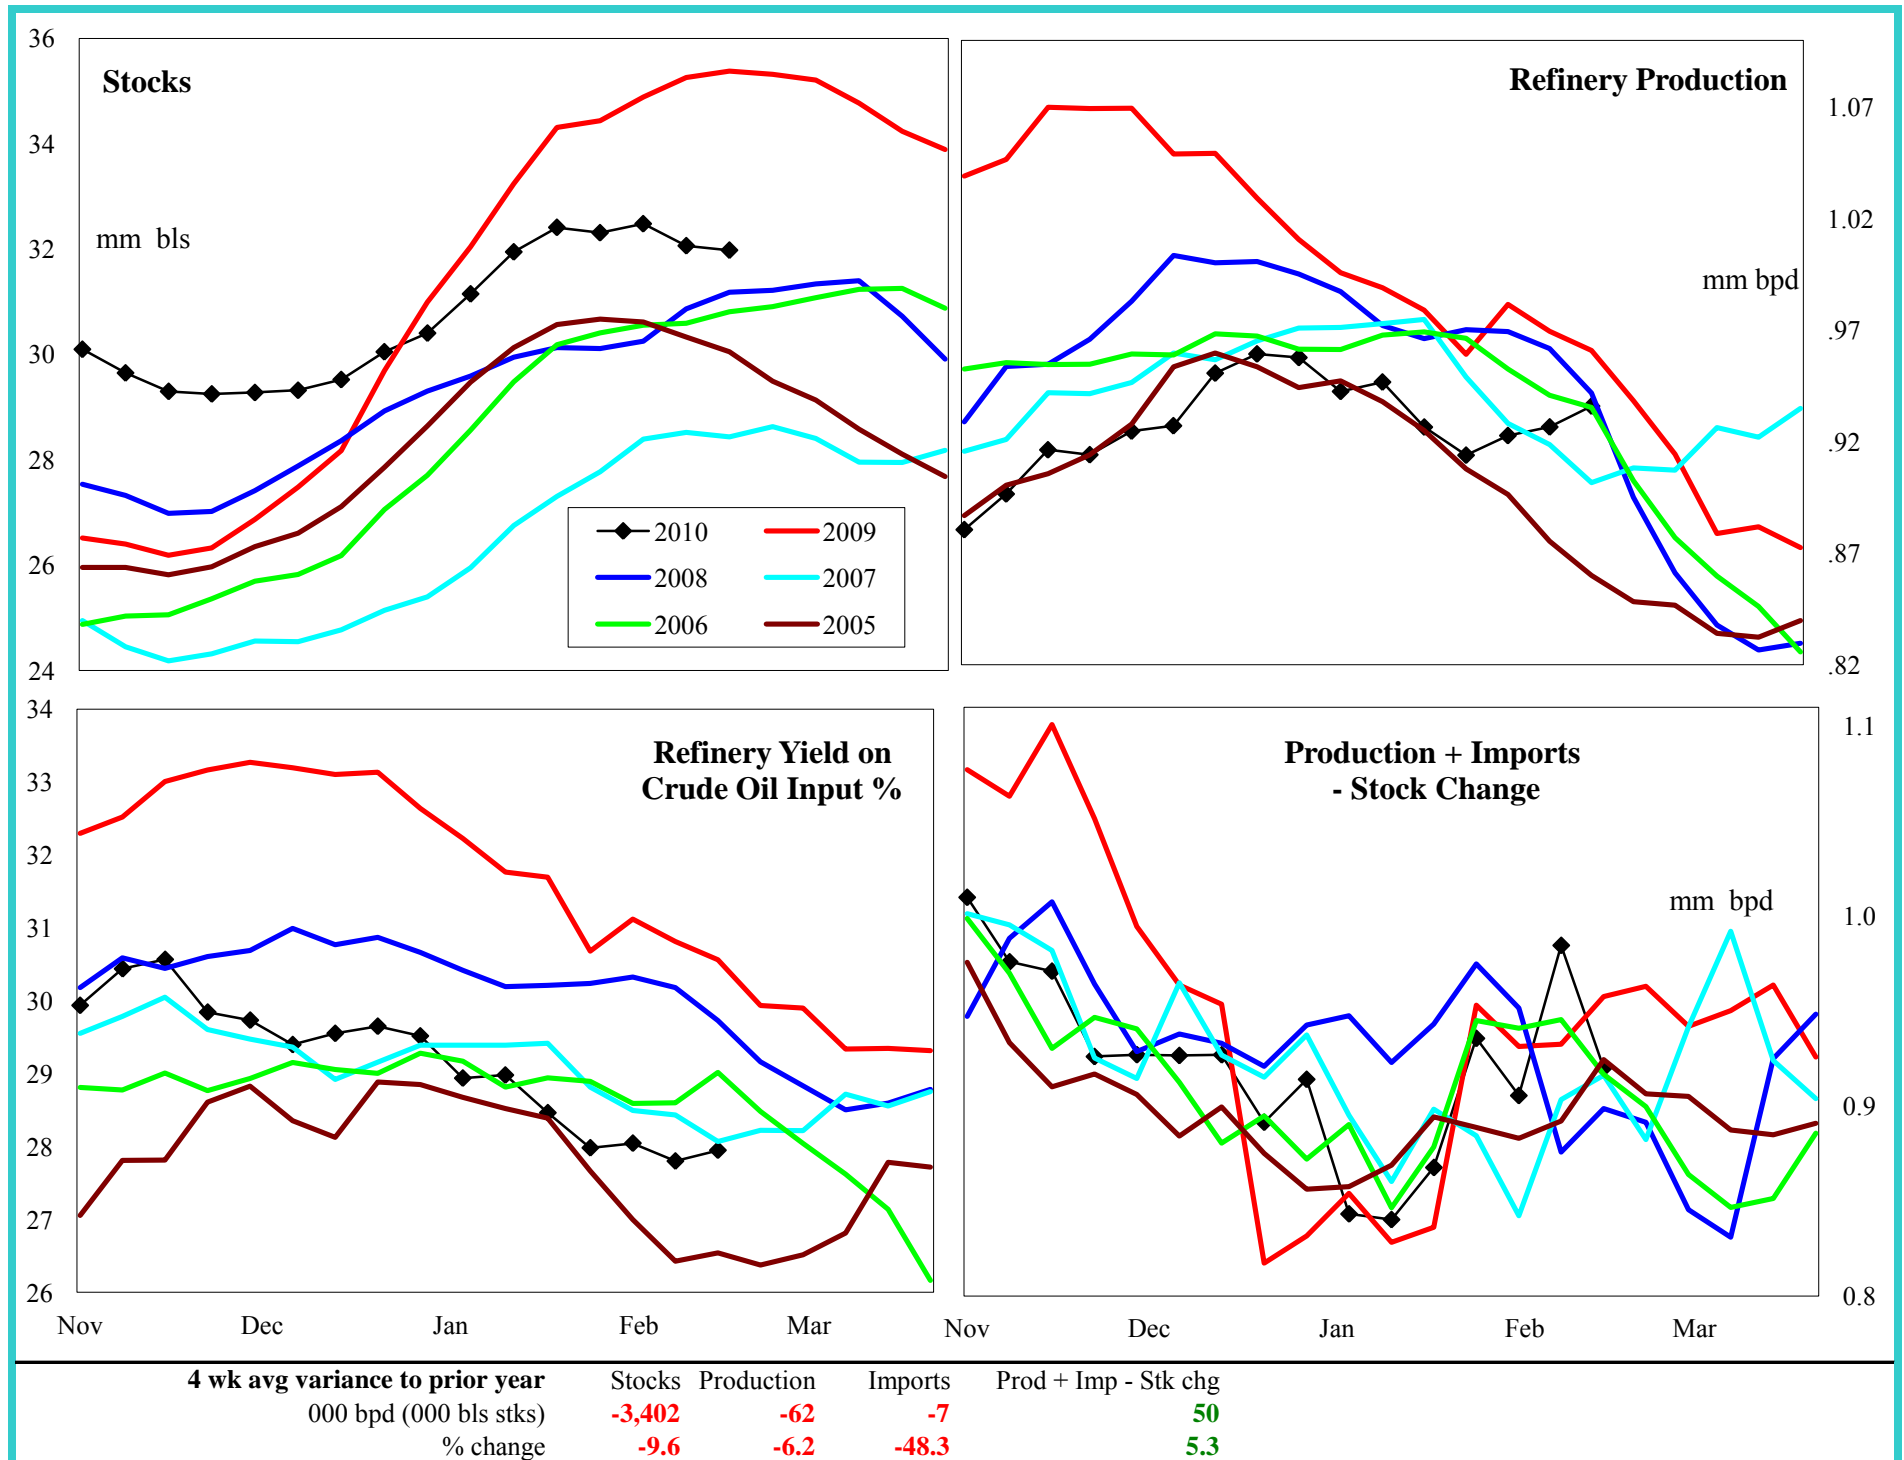 Stocks
mm bls
36
34
32
30
28
26
24
2010 2009
2008 2007
2006 2005
Refinery Production
mm bpd
1.07
1.02
.97
.92
.87
.82
Refinery Yield on
Crude Oil Input %
34
33
32
31
30
29
28
27
26
Nov Dec Jan Feb Mar
Production + Imports
- Stock Change
mm bpd
1.1
1.0
0.9
0.8
Nov Dec Jan Feb Mar
4 wk avg variance to prior year Stocks Production Imports Prod + Imp - Stk chg
000 bpd (000 bls stks) -3,402 -62 -7 50
% change -9.6 -6.2 -48.3 5.3